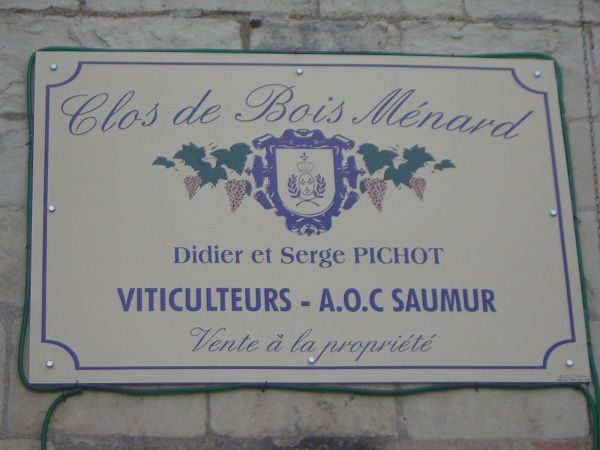 Clos de Bois Ménard
Didier et Serge PICHOT
VITICULTEURS - A.O.C SAUMUR
Vente à la propriété